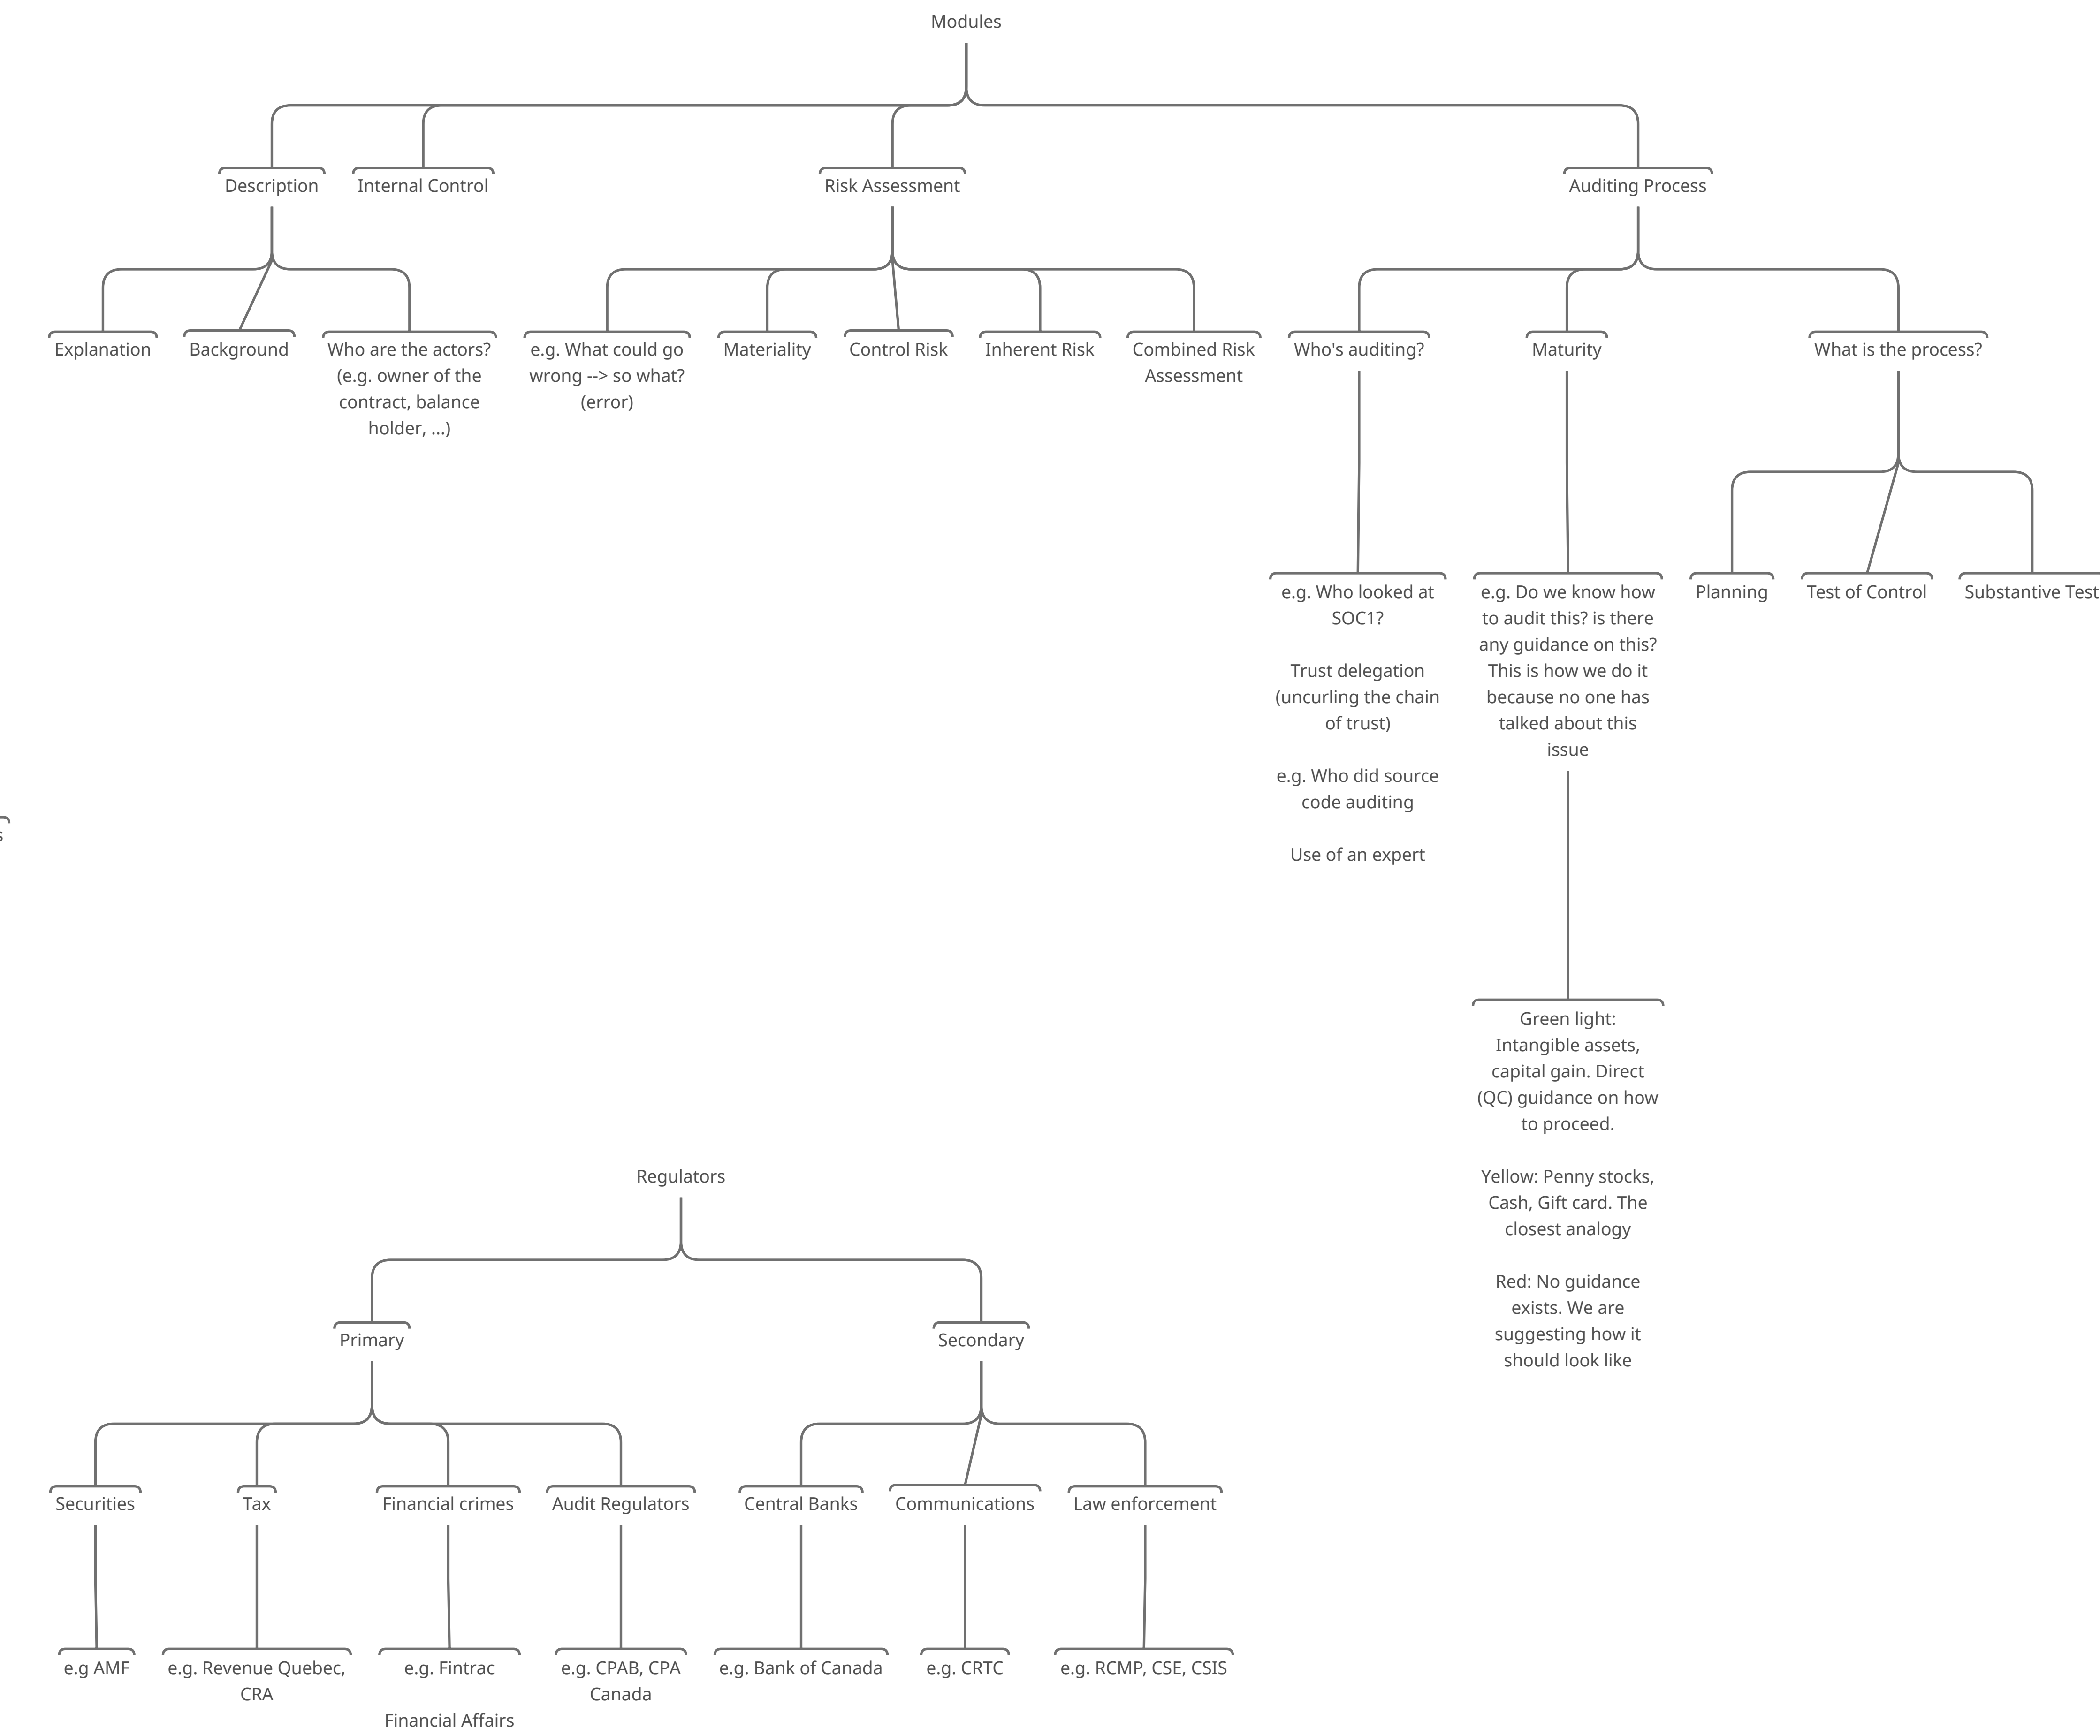 Modules
Description
Internal Control
Risk Assessment
Auditing Process
Explanation
Background
Who are the actors?
(e.g. owner of the
contract, balance
holder, ...)
e.g. What could go
wrong --> so what?
(error)
Materiality
Control Risk
Inherent Risk
Combined Risk
Assessment
Who's auditing?
Maturity
What is the process?
e.g. Who looked at
SOC1?
Trust delegation
(uncurling the chain
of trust)
e.g. Who did source
code auditing
Use of an expert
e.g. Do we know how
to audit this? is there
any guidance on this?
This is how we do it
because no one has
talked about this
issue
Planning
Test of Control
Substantive Test
s
Green light:
Intangible assets,
capital gain. Direct
(QC) guidance on how
to proceed.
Yellow: Penny stocks,
Cash, Gift card. The
closest analogy
Red: No guidance
exists. We are
suggesting how it
should look like
Regulators
Primary
Secondary
Securities
Tax
Financial crimes
Audit Regulators
Central Banks
Communications
Law enforcement
e.g AMF
e.g. Revenue Quebec,
CRA
e.g. Fintrac
Financial Affairs
e.g. CPAB, CPA
Canada
e.g. Bank of Canada
e.g. CRTC
e.g. RCMP, CSE, CSIS